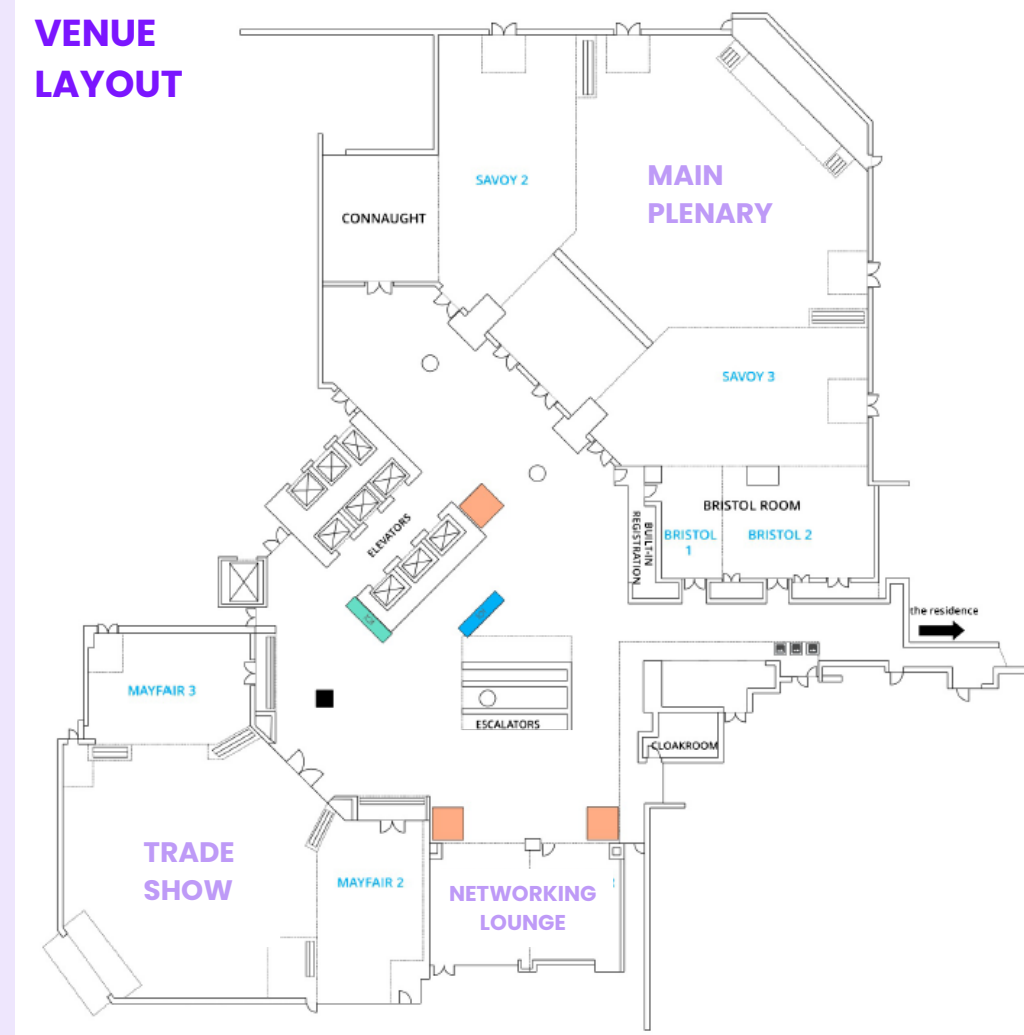 VENUE
LAYOUT
SAVOY 2
MAIN
PLENARY
CONNAUGHT
SAVOY 3
BRISTOL ROOM
ELEVATORS
BUILT-IN
REGISTRATION
BRISTOL
1
BRISTOL 2
the residence
MAYFAIR 3
ESCALATORS
CLOAKROOM
TRADE
SHOW
MAYFAIR 2
NETWORKING
LOUNGE